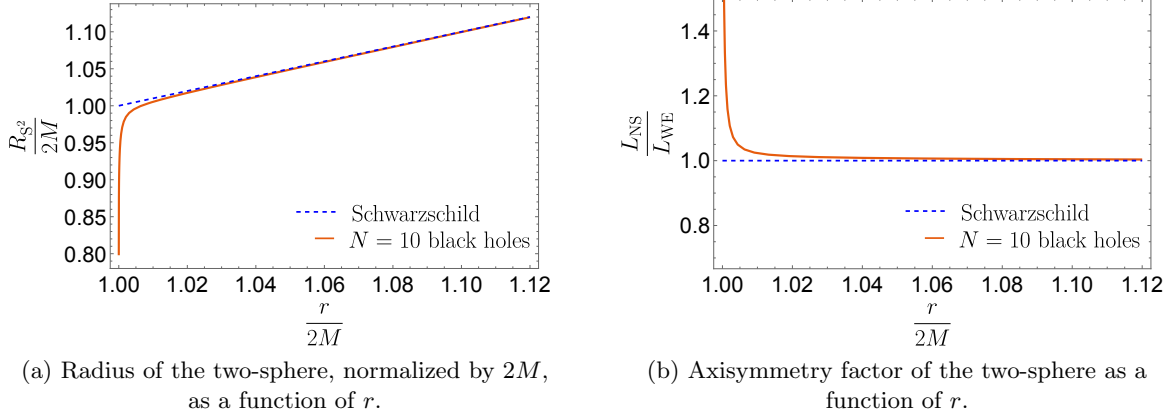 1.10
1.05
1.00
0.95
0.90
0.85
0.80
R_{S^2}
2M
Schwarzschild
N = 10 black holes
1.00 1.02 1.04 1.06 1.08 1.10 1.12
r
2M
(a) Radius of the two-sphere, normalized by 2M,
as a function of r.
1.4
1.2
1.0
0.8
L_{NS}
L_{WE}
Schwarzschild
N = 10 black holes
1.00 1.02 1.04 1.06 1.08 1.10 1.12
r
2M
(b) Axisymmetry factor of the two-sphere as a
function of r.